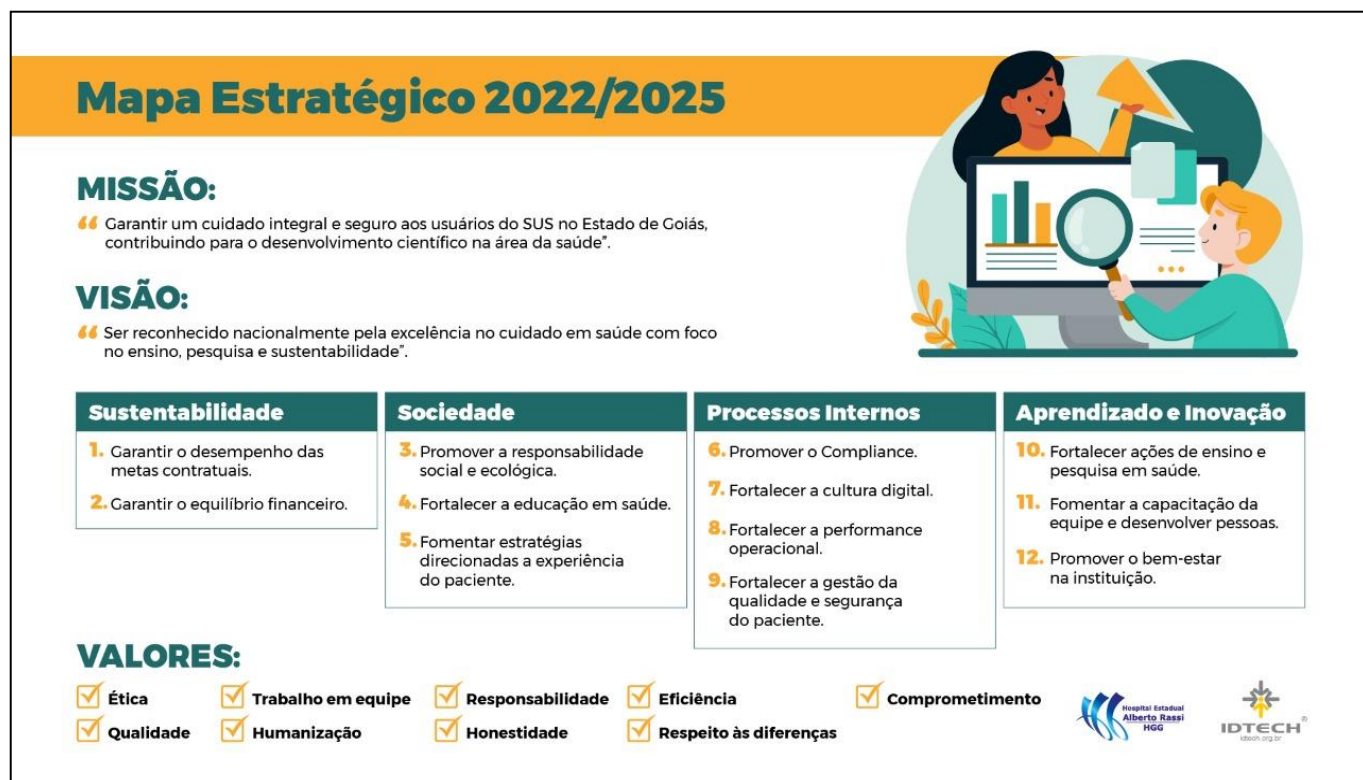 Mapa Estratégico 2022/2025
MISSÃO:
“ Garantir um cuidado integral e seguro aos usuários do SUS no Estado de Goiás,
contribuindo para o desenvolvimento científico na área da saúde”.
VISÃO:
“ Ser reconhecido nacionalmente pela excelência no cuidado em saúde com foco
no ensino, pesquisa e sustentabilidade”.
Sustentabilidade
1. Garantir o desempenho das
metas contratuais.
2. Garantir o equilíbrio financeiro.
Sociedade
3. Promover a responsabilidade
social e ecológica.
4. Fortalecer a educação em saúde.
5. Fomentar estratégias
direcionadas a experiência
do paciente.
Processos Internos
6. Promover o Compliance.
7. Fortalecer a cultura digital.
8. Fortalecer a performance
operacional.
9. Fortalecer a gestão da
qualidade e segurança
do paciente.
Aprendizado e Inovação
10. Fortalecer ações de ensino e
pesquisa em saúde.
11. Fomentar a capacitação da
equipe e desenvolver pessoas.
12. Promover o bem-estar
na instituição.
VALORES:
Ética
Trabalho em equipe
Responsabilidade
Eficiência
Comprometimento
Qualidade
Humanização
Honestidade
Respeito às diferenças
Hospital Estadual
Alberto Rassi
HGG
IDTECH®
idtech.org.br